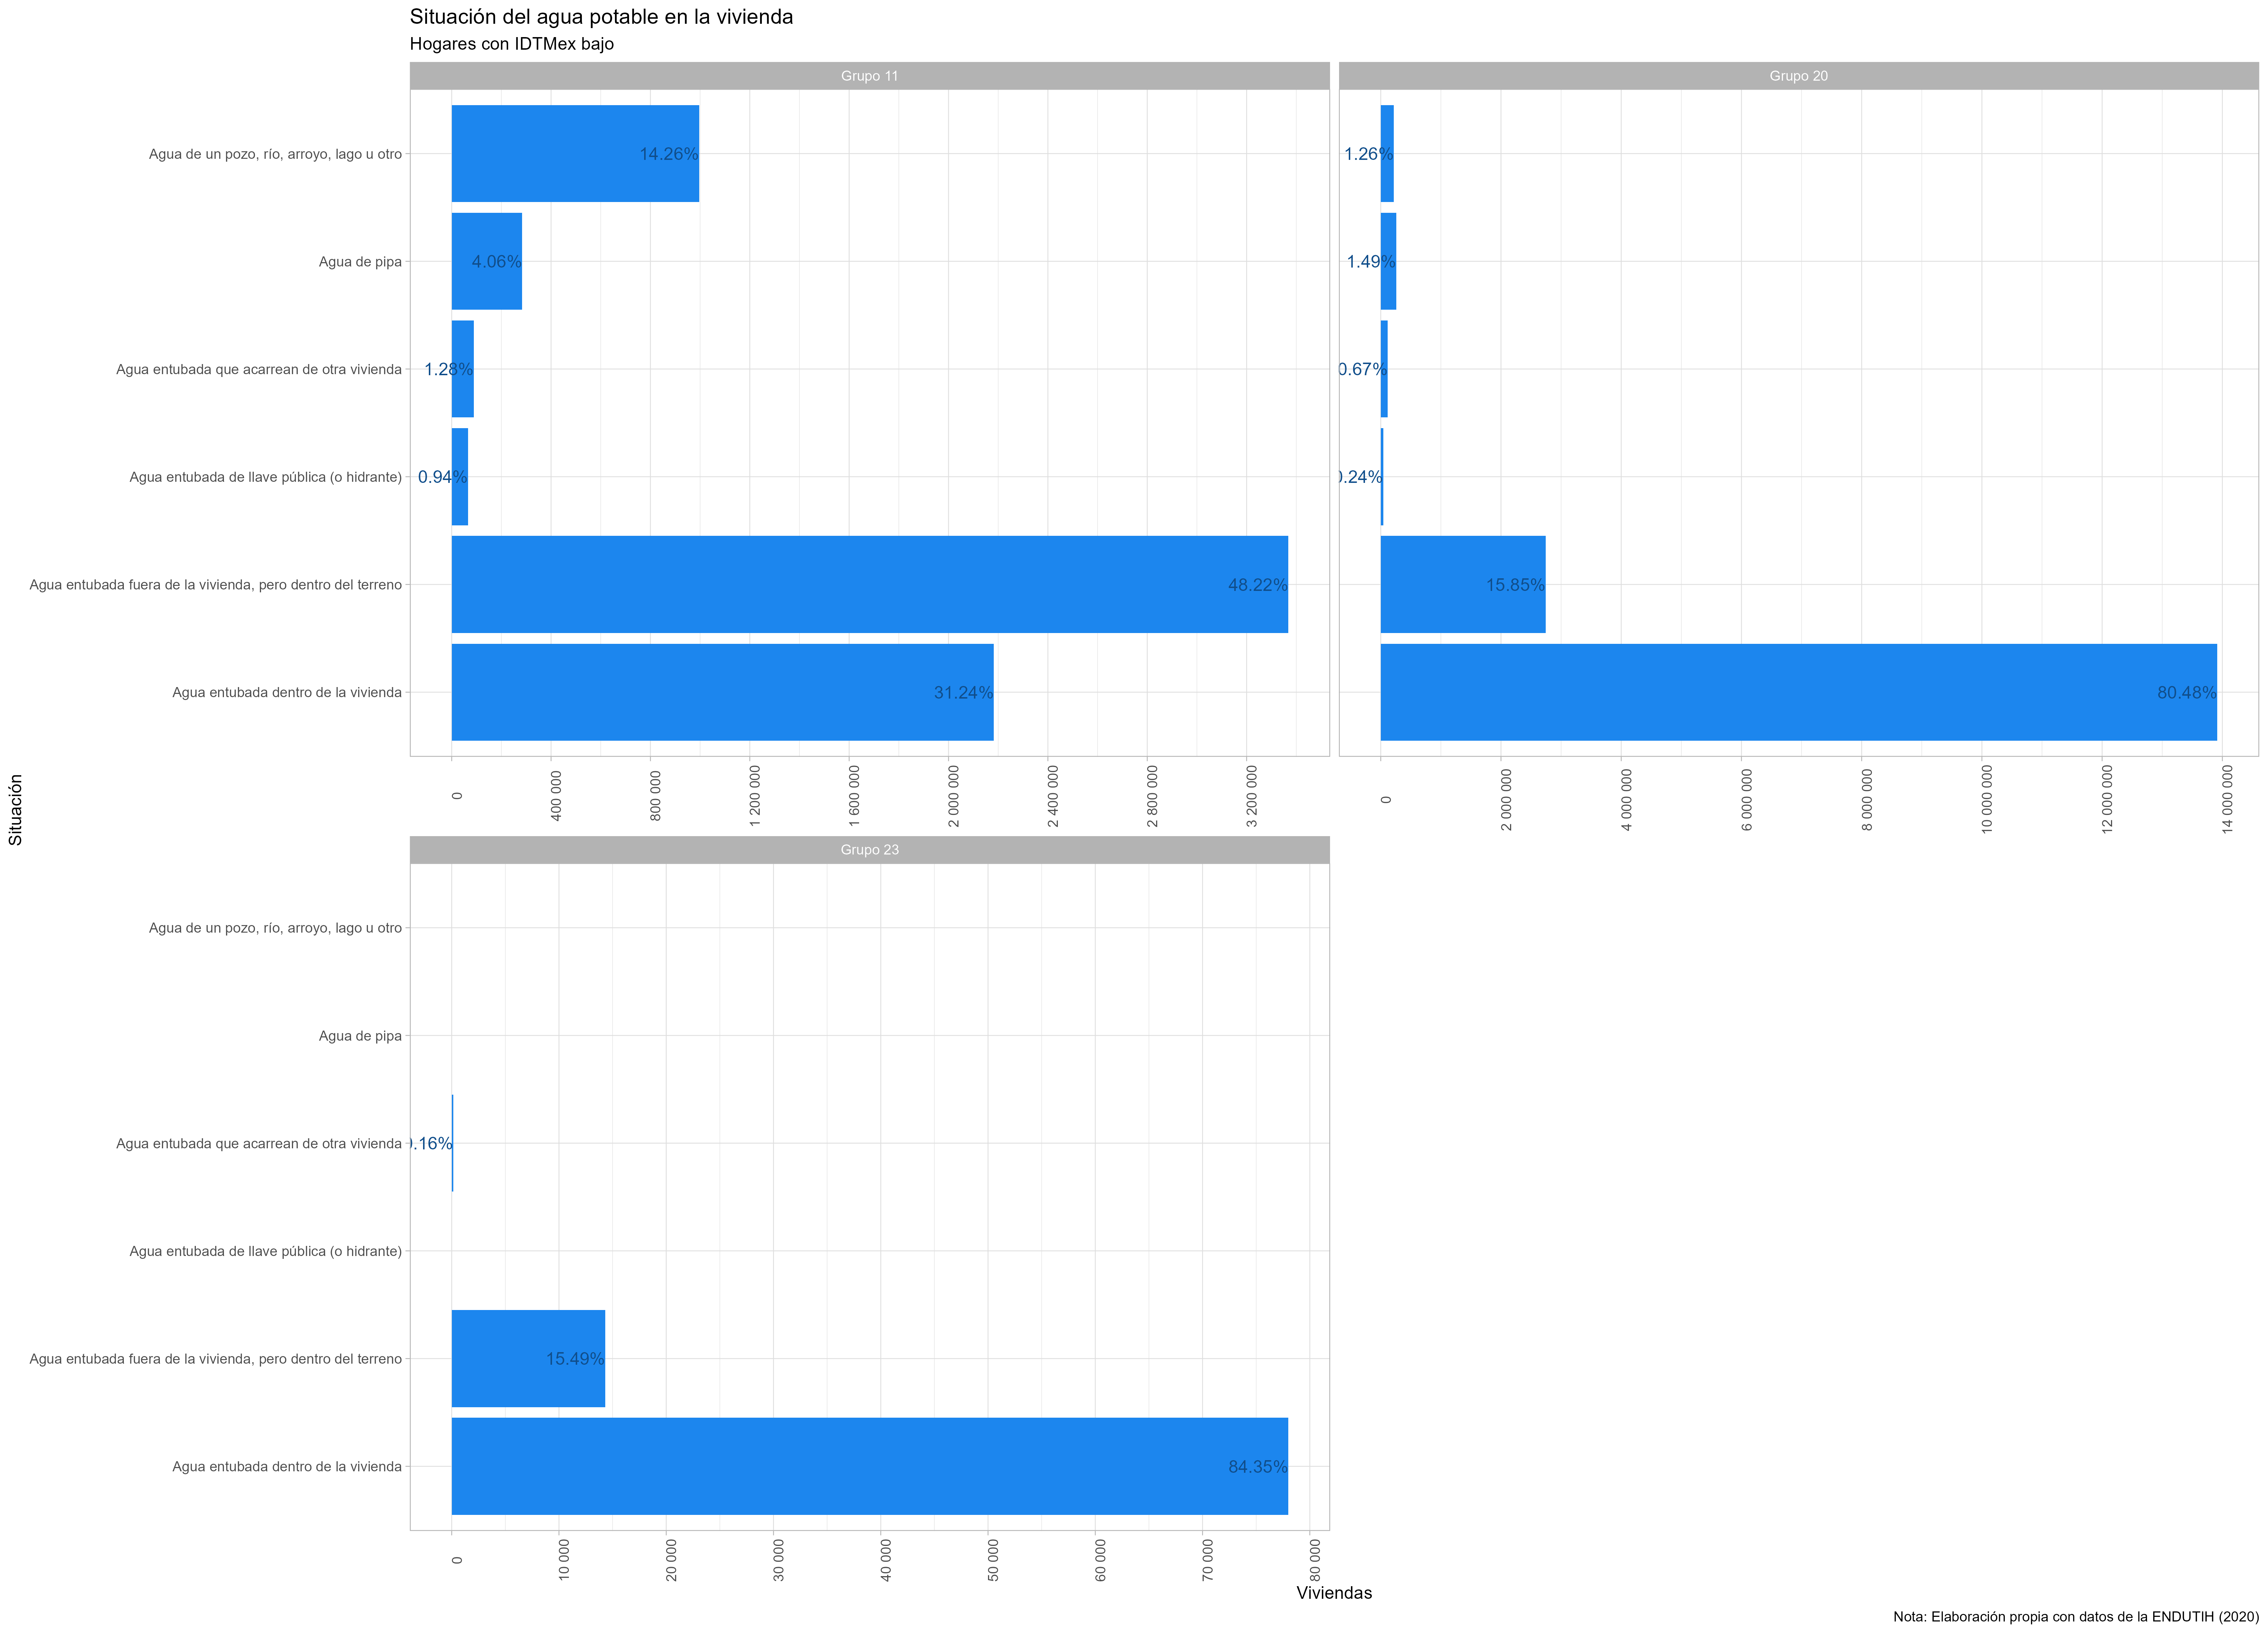 Situación del agua potable en la vivienda
Hogares con IDTMex bajo
Grupo 11
Grupo 20
Agua de un pozo, río, arroyo, lago u otro
14.26%
1.26%
Agua de pipa
4.06%
1.49%
Agua entubada que acarrean de otra vivienda
1.28%
0.67%
Agua entubada de llave pública (o hidrante)
0.94%
0.24%
Agua entubada fuera de la vivienda, pero dentro del terreno
48.22%
15.85%
Agua entubada dentro de la vivienda
31.24%
80.48%
0
400 000
800 000
1 200 000
1 600 000
2 000 000
2 400 000
2 800 000
3 200 000
0
2 000 000
4 000 000
6 000 000
8 000 000
10 000 000
12 000 000
14 000 000
Situación
Grupo 23
Agua de un pozo, río, arroyo, lago u otro
Agua de pipa
Agua entubada que acarrean de otra vivienda
.16%
Agua entubada de llave pública (o hidrante)
Agua entubada fuera de la vivienda, pero dentro del terreno
15.49%
Agua entubada dentro de la vivienda
84.35%
0
10 000
20 000
30 000
40 000
50 000
60 000
70 000
80 000
Viviendas
Nota: Elaboración propia con datos de la ENDUTIH (2020)